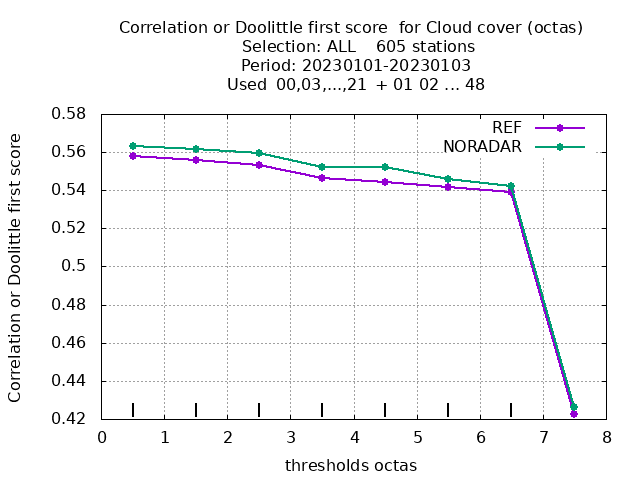 Correlation or Doolittle first score for Cloud cover (octas)
Selection: ALL 605 stations
Period: 20230101-20230103
Used 00,03,...,21 + 01 02 ... 48
REF
NORADAR
Correlation or Doolittle first score
0.58
0.56
0.54
0.52
0.5
0.48
0.46
0.44
0.42
0 1 2 3 4 5 6 7 8
thresholds octas